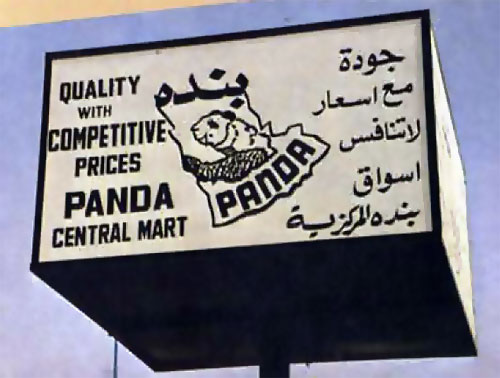 QUALITY
WITH
COMPETITIVE
PRICES
PANDA
CENTRAL MART
بنده
PANDA
جودة
مع اسعار
لاتنافس
اسواق
بنده المركزية